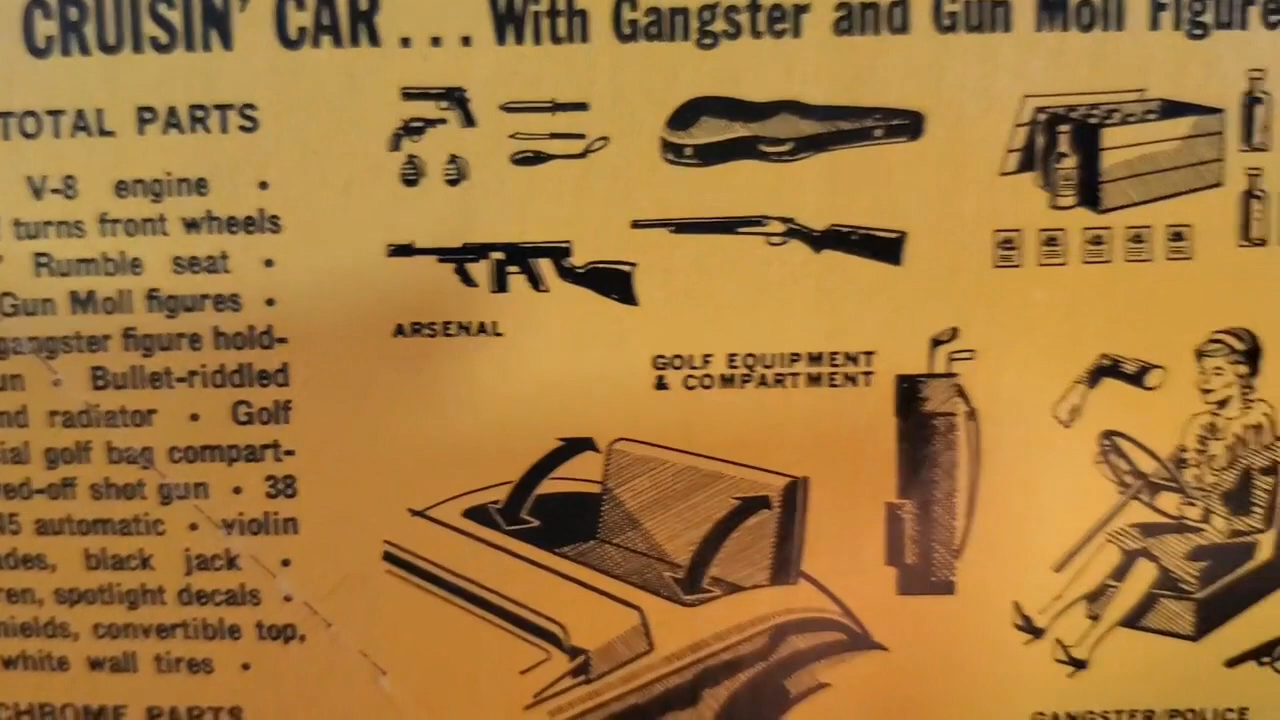 CRUISIN' CAR... With Gangster and Gun Moll Figure
TOTAL PARTS
V-8 engine •
turns front wheels
Rumble seat •
Gun Moll figures •
gangster figure hold-
un • Bullet-riddled
nd radiator • Golf
ial golf bag compart-
ed-off shot gun • 38
45 automatic • violin
ades, black jack •
ren, spotlight decals •
hields, convertible top,
white wall tires •
CHROME PARTS
ARSENAL
GOLF EQUIPMENT
& COMPARTMENT
GANGSTER/POLICE